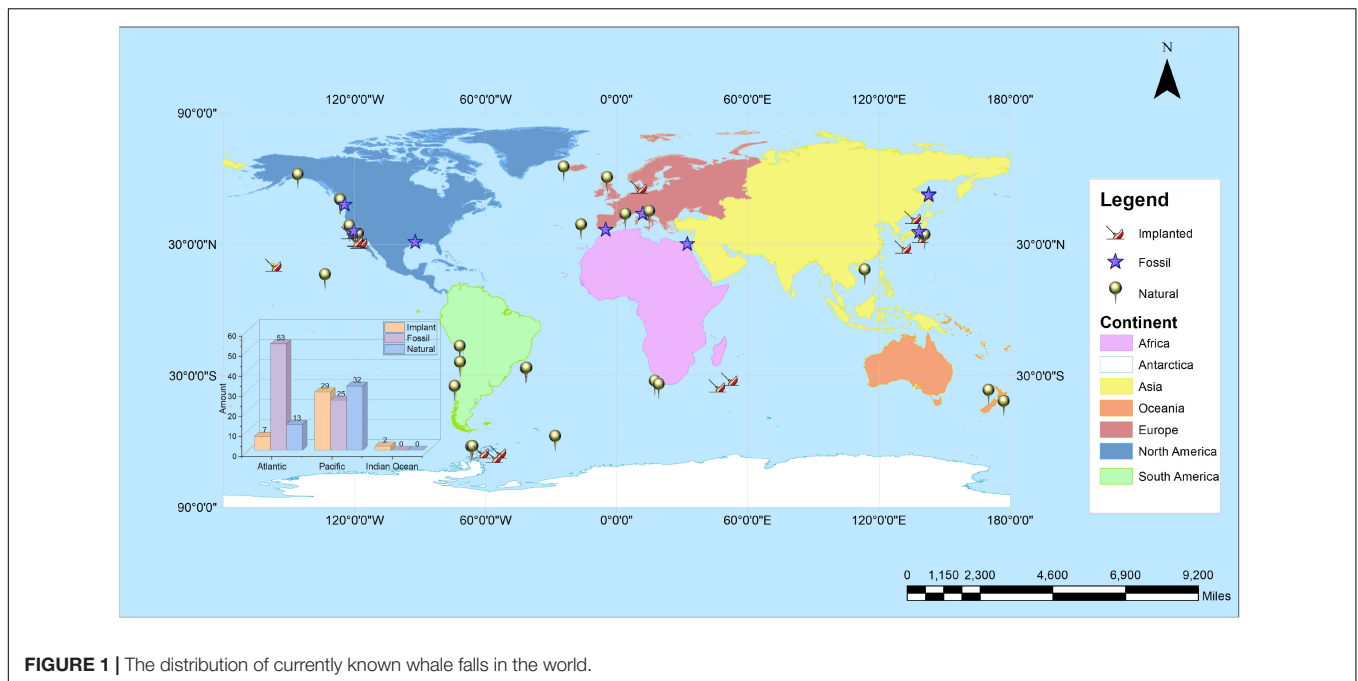 N
120°0'0"W 60°0'0"W 0°0'0" 60°0'0"E 120°0'0"E 180°0'0"
90°0'0"
30°0'0"N 30°0'0"N
30°0'0"S 30°0'0"S
90°0'0"
120°0'0"W 60°0'0"W 0°0'0" 60°0'0"E 120°0'0"E 180°0'0"
Legend
Implanted
Fossil
Natural
Continent
Africa
Antarctica
Asia
Oceania
Europe
North America
South America
Implant
Fossil
Natural
Amount
60
50
40
30
20
10
0
7 53 13 29 25 32 2 0 0
Atlantic Pacific Indian Ocean
0 1,150 2,300 4,600 6,900 9,200
Miles
FIGURE 1 | The distribution of currently known whale falls in the world.